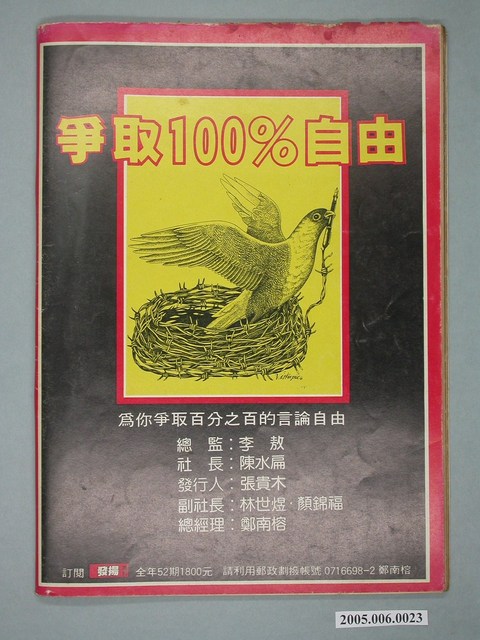 爭取100%自由
為你爭取百分之百的言論自由
總　監：李　敖
社　長：陳水扁
發行人：張貴木
副社長：林世煜·顏錦福
總經理：鄭南榕
訂閱 發揚 全年52期1800元 請利用郵政劃撥帳號 0716698-2 鄭南榕
2005.006.0023